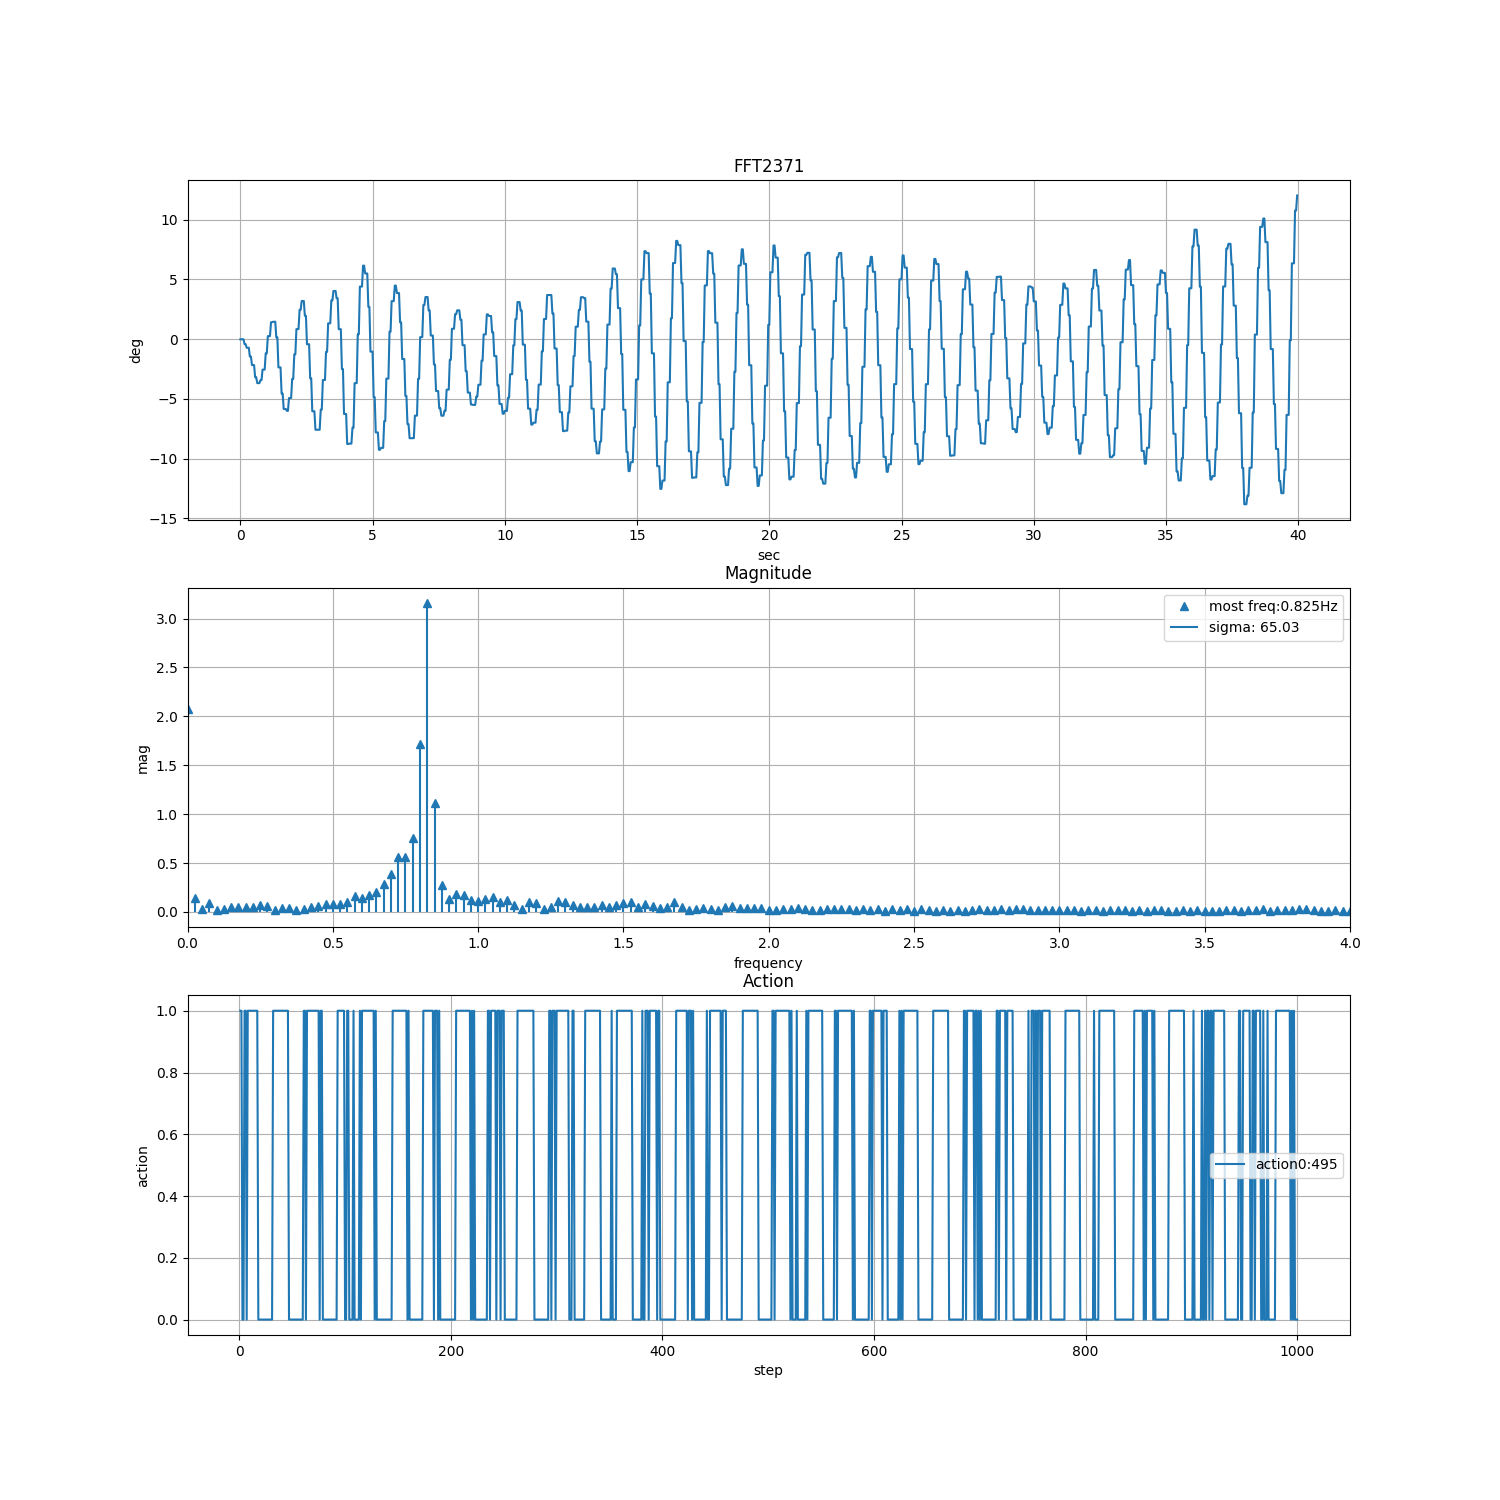 FFT2371
10
5
0
−5
−10
−15
deg
0 5 10 15 20 25 30 35 40
sec
Magnitude
most freq:0.825Hz
sigma: 65.03
3.0
2.5
2.0
1.5
1.0
0.5
0.0
mag
0.0 0.5 1.0 1.5 2.0 2.5 3.0 3.5 4.0
frequency
Action
1.0
0.8
0.6
0.4
0.2
0.0
action
action0:495
0 200 400 600 800 1000
step